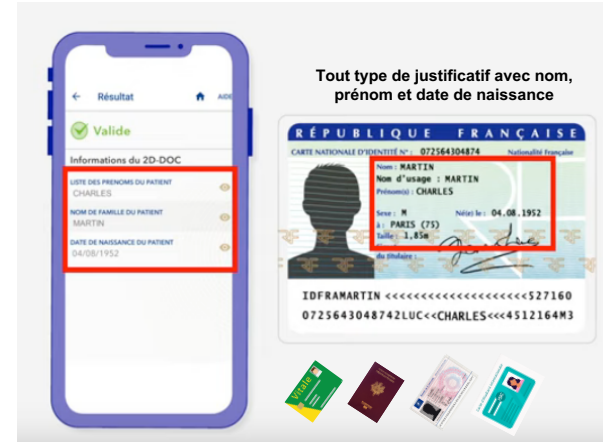 Résultat
AIDE
Valide
Informations du 2D-DOC
LISTE DES PRENOMS DU PATIENT
CHARLES
NOM DE FAMILLE DU PATIENT
MARTIN
DATE DE NAISSANCE DU PATIENT
04/08/1952
Tout type de justificatif avec nom,
prénom et date de naissance
RÉPUBLIQUE FRANÇAISE
CARTE NATIONALE D'IDENTITÉ N° : 072564304874 Nationalité Française
Nom : MARTIN
Nom d'usage : MARTIN
Prénom(s) : CHARLES
Sexe : M Né(e) le : 04.08.1952
à : PARIS (75)
Taille : 1,85m
du titulaire :
IDFRAMARTIN <<<<<<<<<<<<<<<<<<<<<<527160
0725643048742LUC<<CHARLES<<<4512164M3
Vitale